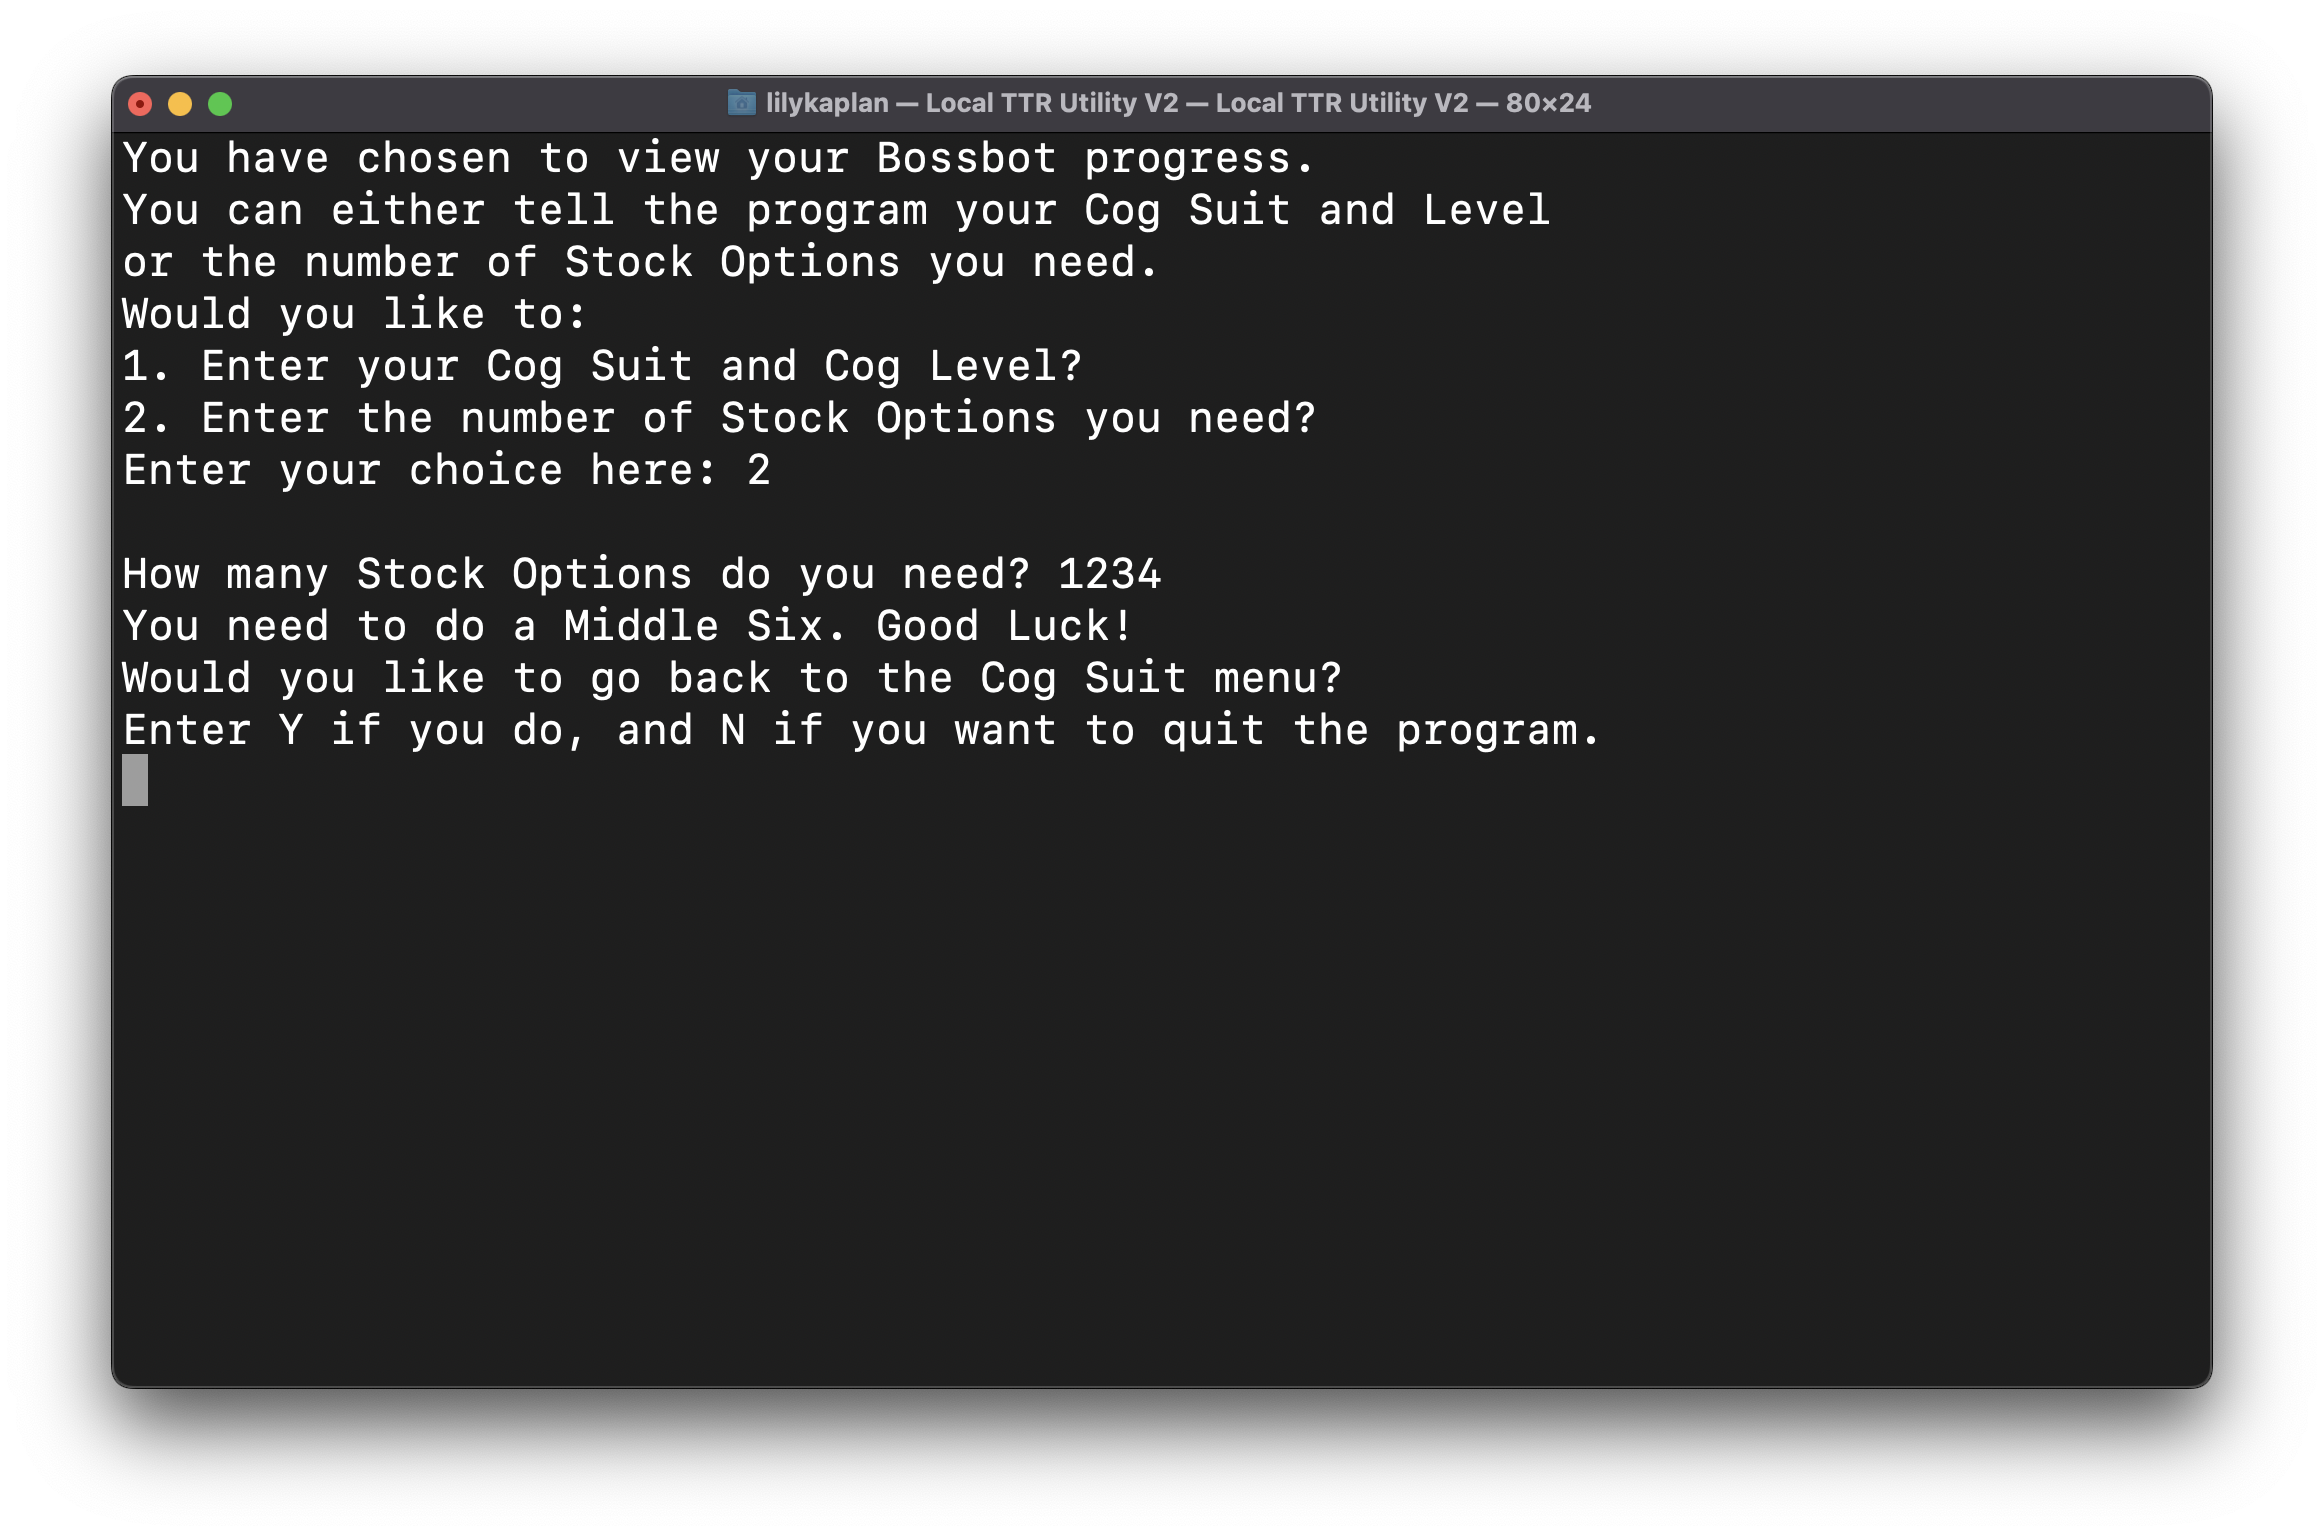 lilykaplan — Local TTR Utility V2 — Local TTR Utility V2 — 80×24
You have chosen to view your Bossbot progress.
You can either tell the program your Cog Suit and Level
or the number of Stock Options you need.
Would you like to:
1. Enter your Cog Suit and Cog Level?
2. Enter the number of Stock Options you need?
Enter your choice here: 2
How many Stock Options do you need? 1234
You need to do a Middle Six. Good Luck!
Would you like to go back to the Cog Suit menu?
Enter Y if you do, and N if you want to quit the program.